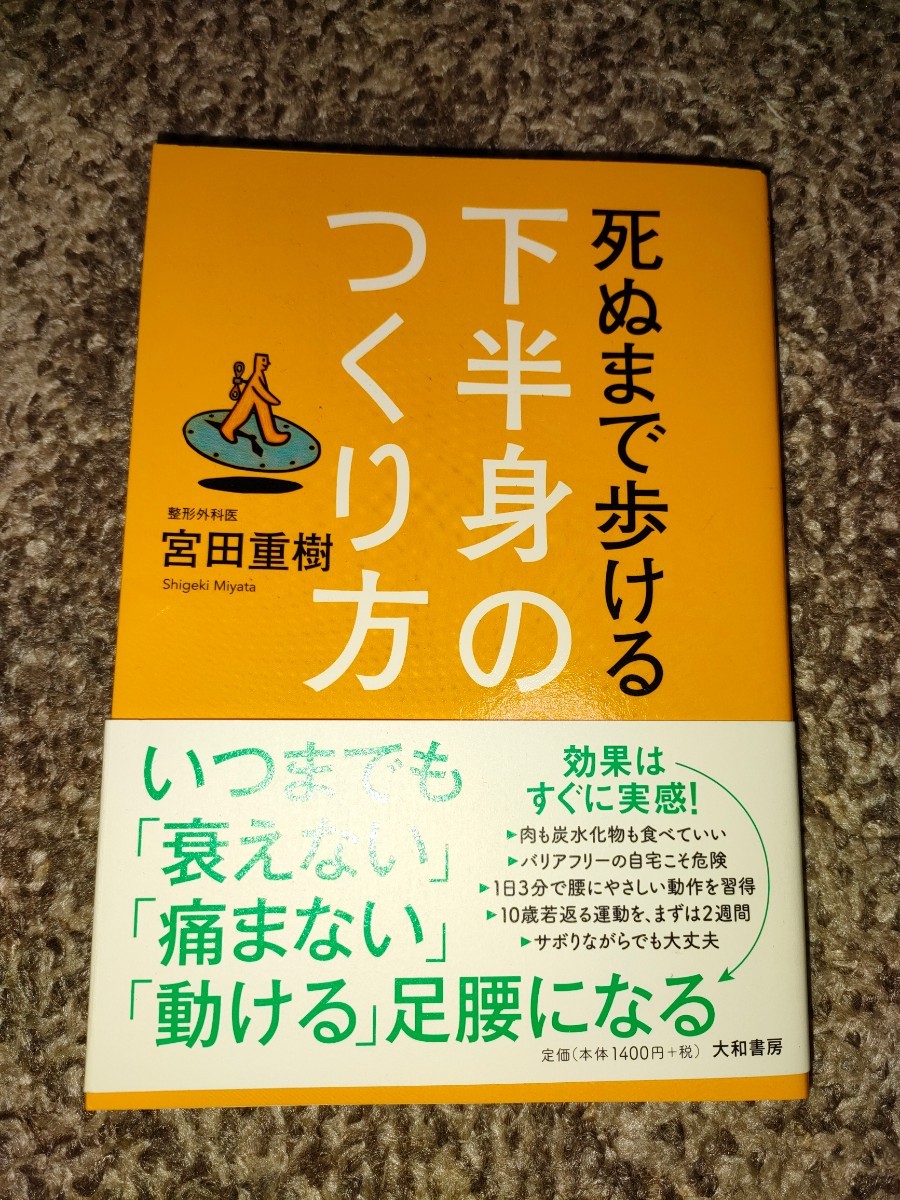 死ぬまで歩ける
下半身の
つくり方
整形外科医
宮田重樹
Shigeki Miyata
いつまでも
「衰えない」
「痛まない」
「動ける」足腰になる
効果は
すぐに実感!
▶肉も炭水化物も食べていい
▶バリアフリーの自宅こそ危険
▶1日3分で腰にやさしい動作を習得
▶10歳若返る運動を、まずは2週間
▶サボりながらでも大丈夫
定価(本体1400円+税) 大和書房